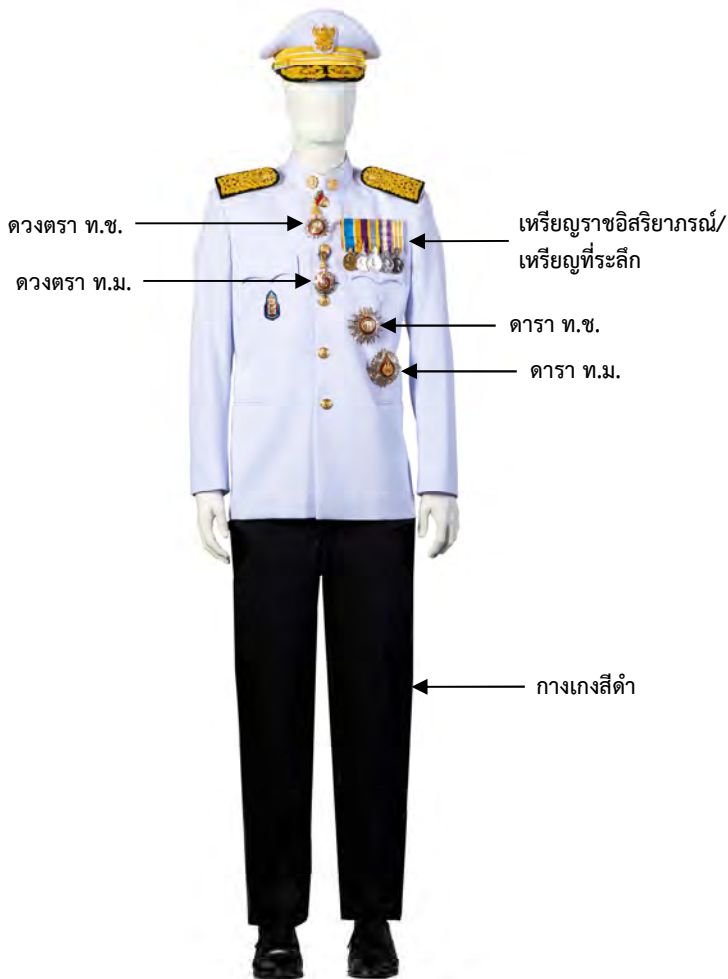 ดวงตรา ท.ช.
เหรียญราชอิสริยาภรณ์/
เหรียญที่ระลึก
ดวงตรา ท.ม.
ดารา ท.ช.
ดารา ท.ม.
กางเกงสีดำ